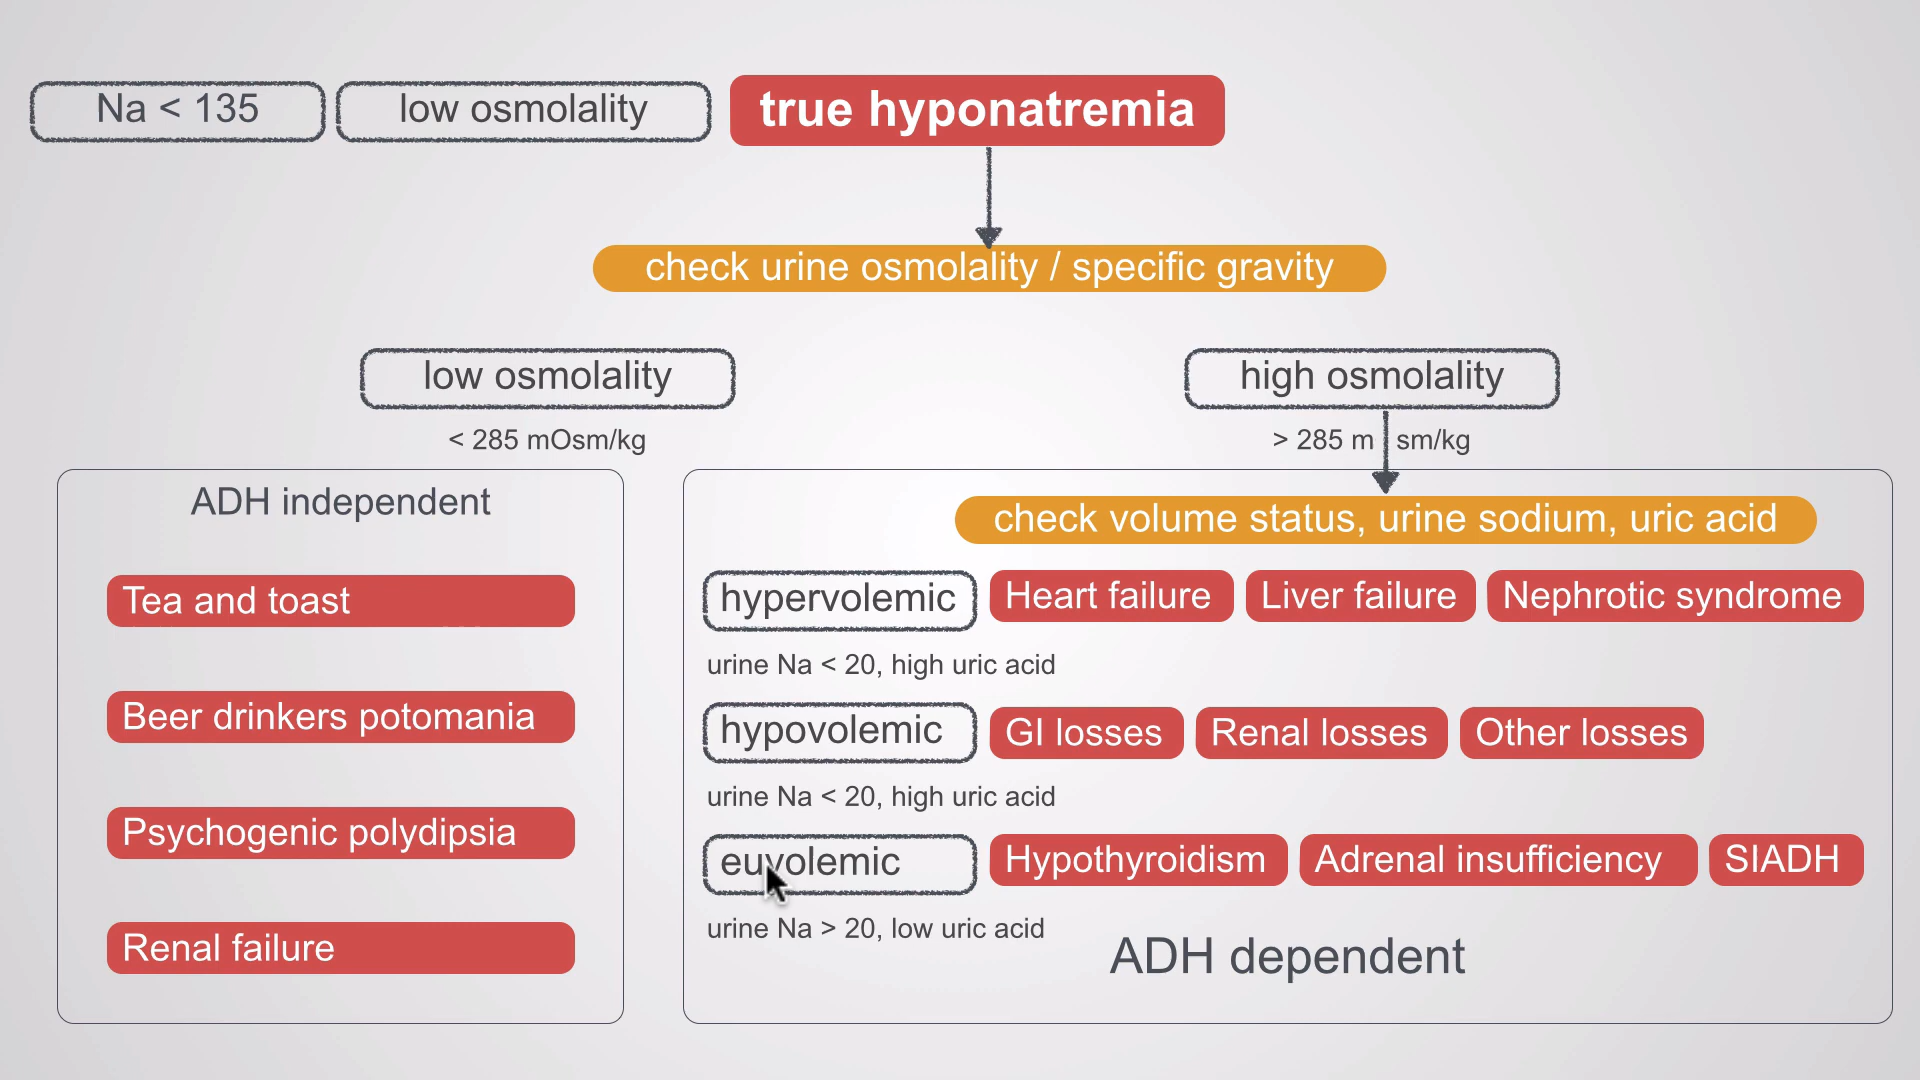 Na < 135
low osmolality
true hyponatremia
check urine osmolality / specific gravity
low osmolality
< 285 mOsm/kg
high osmolality
> 285 m sm/kg
ADH independent
Tea and toast
Beer drinkers potomania
Psychogenic polydipsia
Renal failure
check volume status, urine sodium, uric acid
hypervolemic
Heart failure
Liver failure
Nephrotic syndrome
urine Na < 20, high uric acid
hypovolemic
GI losses
Renal losses
Other losses
urine Na < 20, high uric acid
euvolemic
Hypothyroidism
Adrenal insufficiency
SIADH
urine Na > 20, low uric acid
ADH dependent